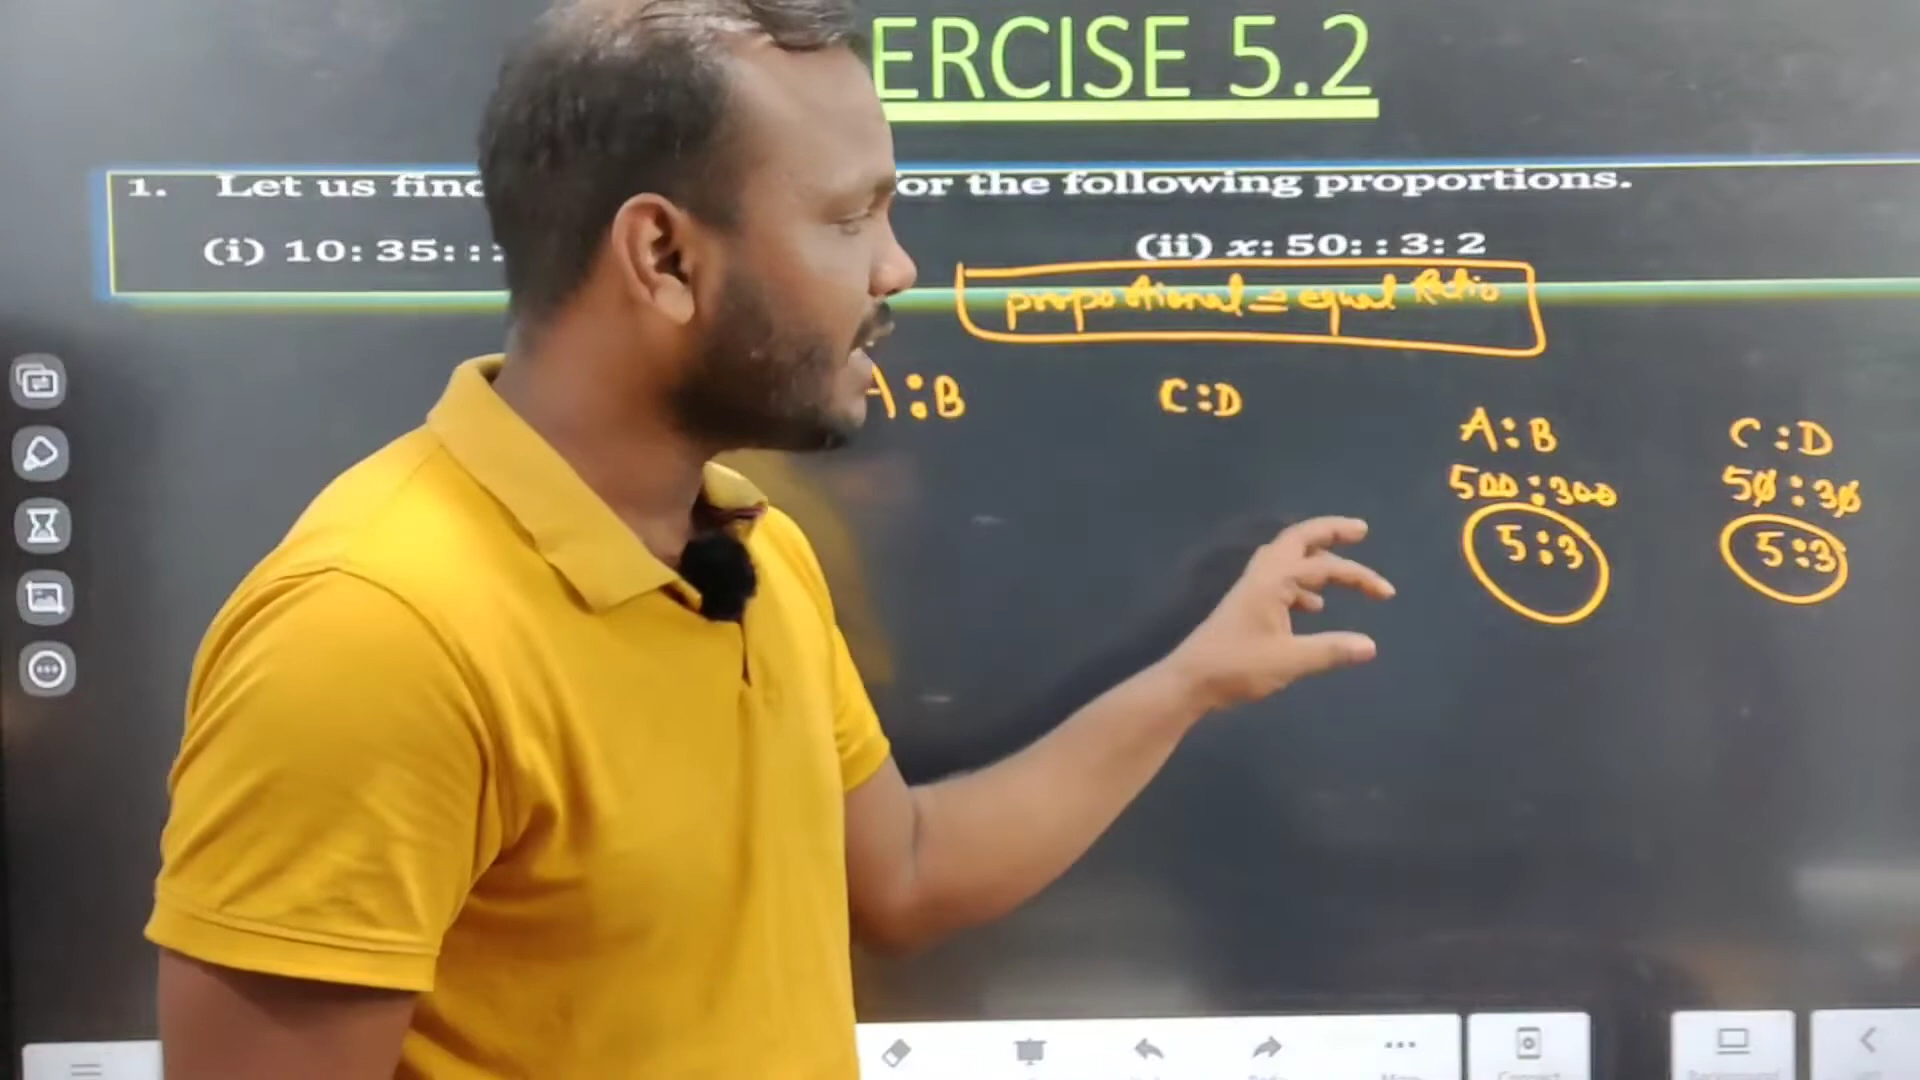 ERCISE 5.2
1. Let us find or the following proportions.
(i) 10: 35:: (ii) x: 50: : 3: 2
proportional = equal Ratio
A:B C:D
A:B C:D
500:300 50:30
5:3 5:3